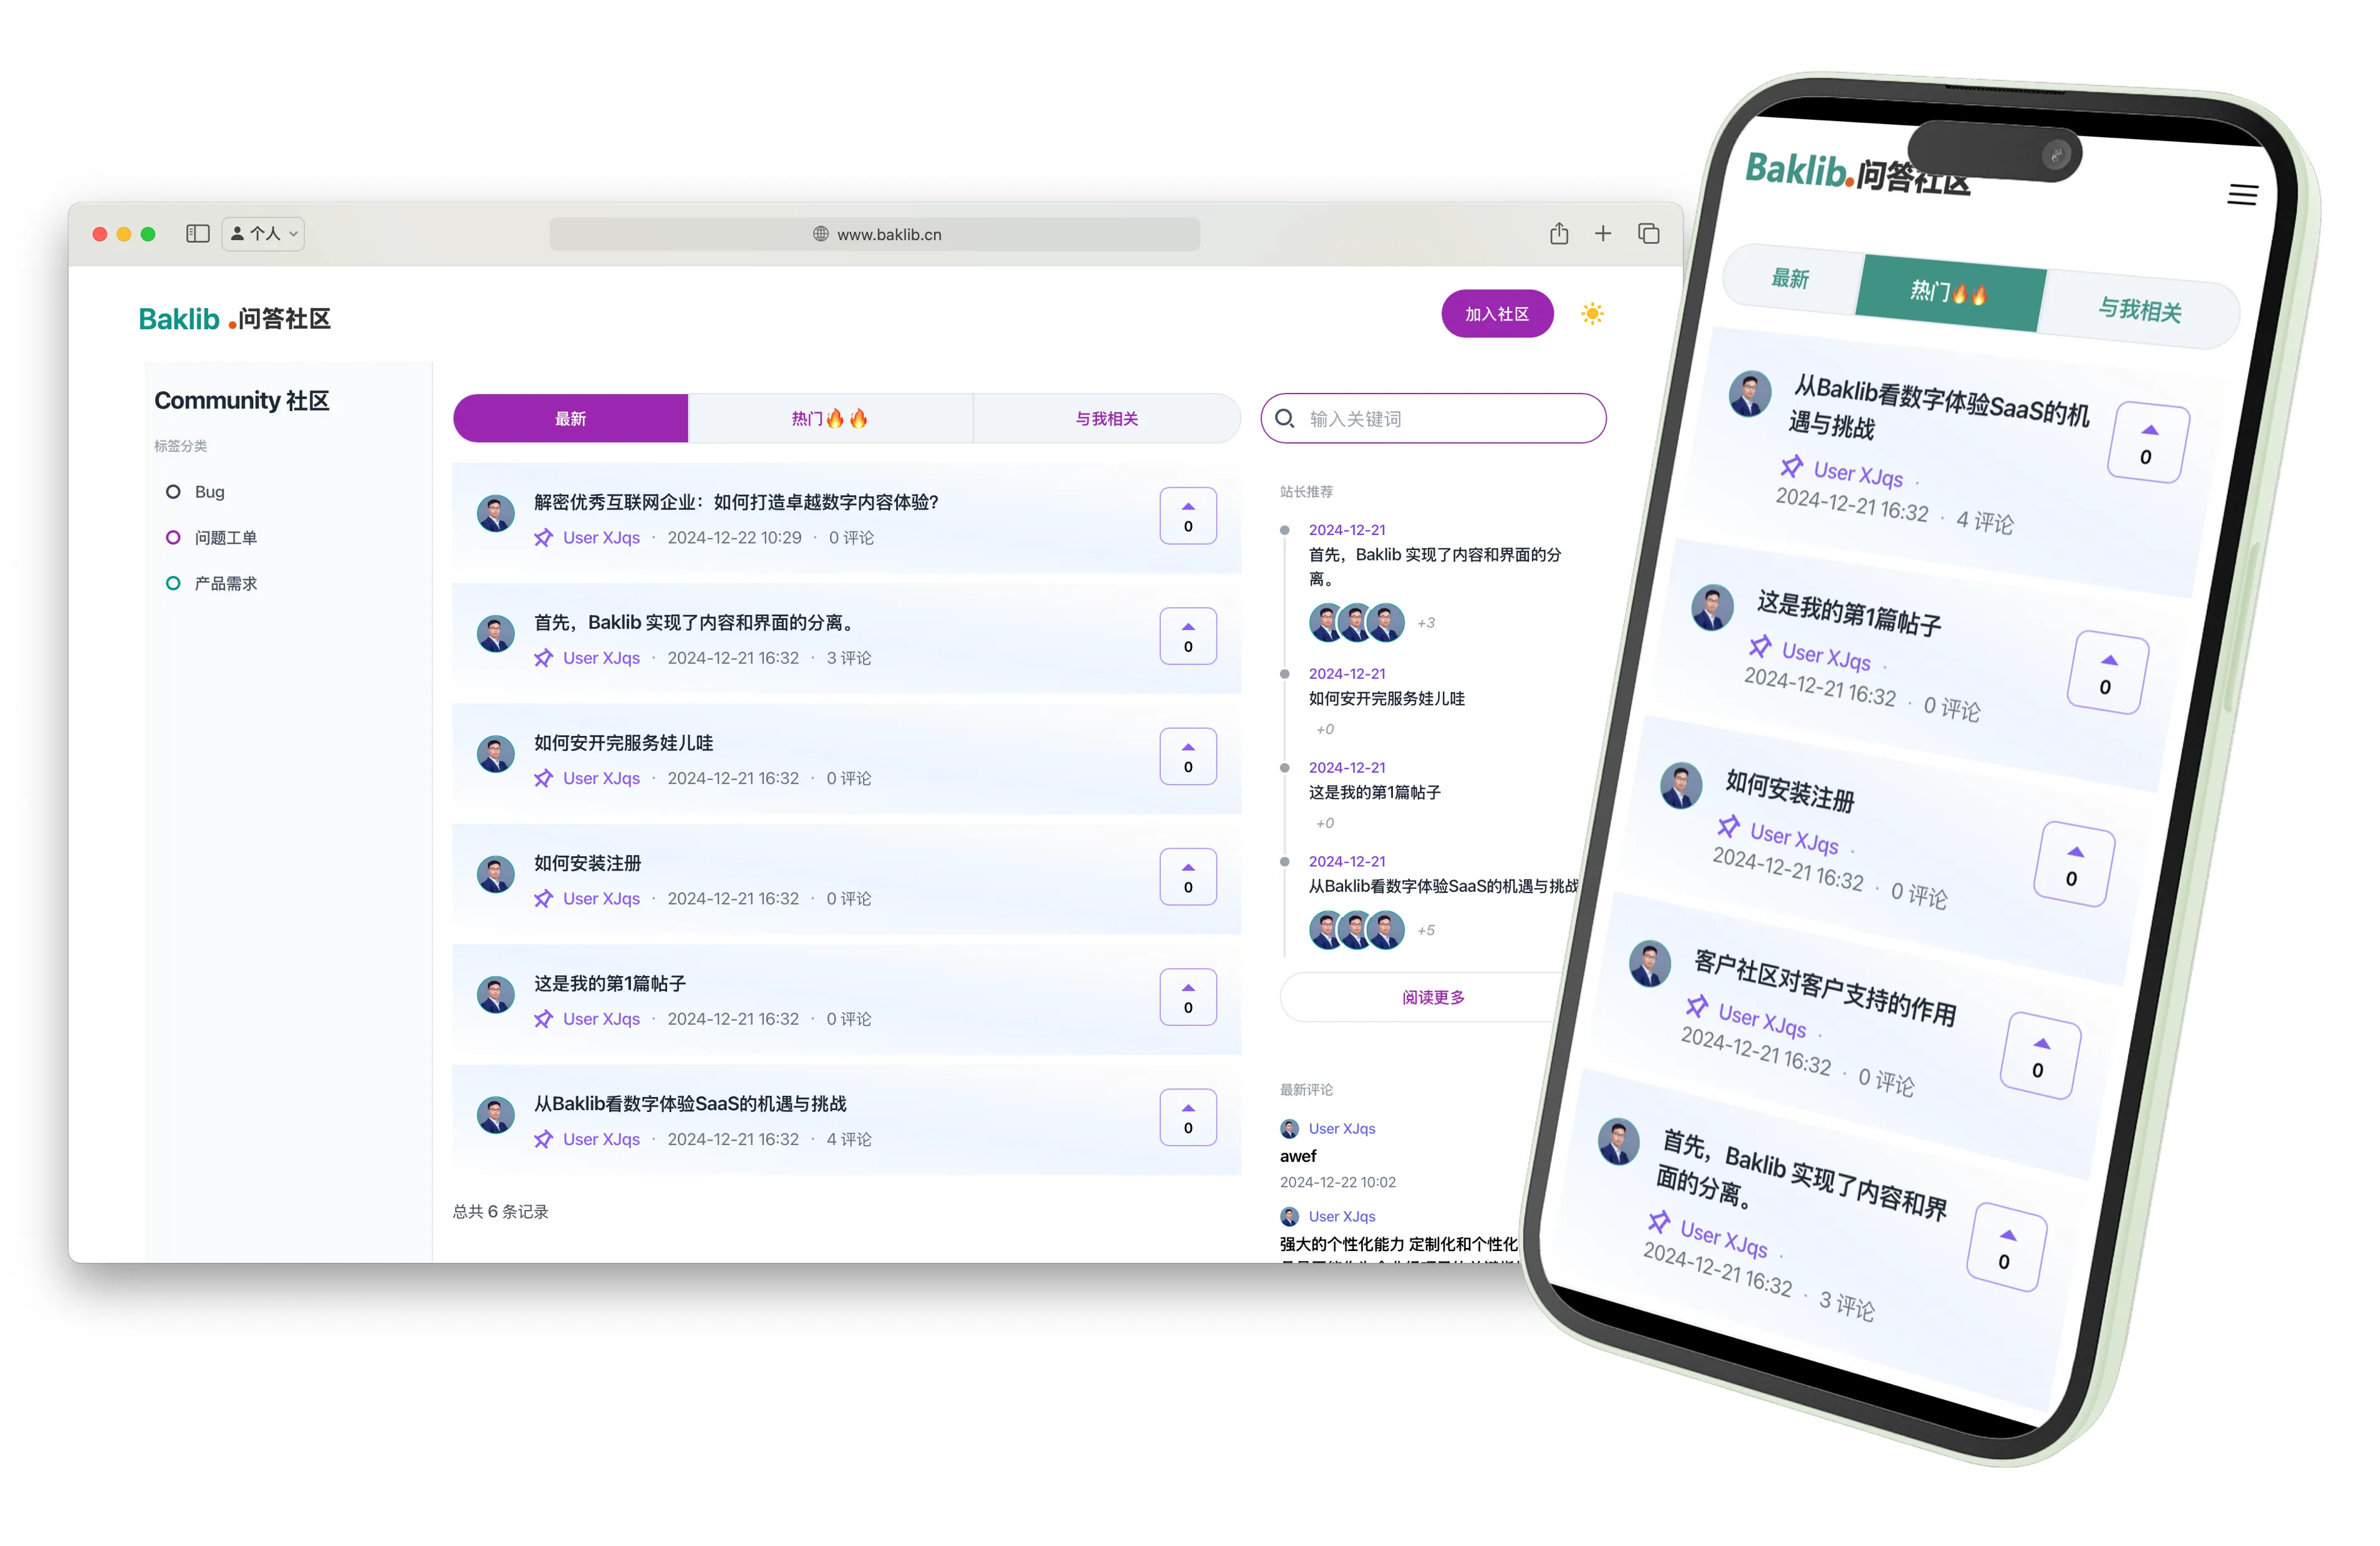 个人
www.baklib.cn
Baklib .问答社区
加入社区
Community 社区
标签分类
Bug
问题工单
产品需求
最新
热门🔥🔥
与我相关
解密优秀互联网企业：如何打造卓越数字内容体验?
User XJqs · 2024-12-22 10:29 · 0 评论
0
首先，Baklib 实现了内容和界面的分离。
User XJqs · 2024-12-21 16:32 · 3 评论
0
如何安开完服务娃儿哇
User XJqs · 2024-12-21 16:32 · 0 评论
0
如何安装注册
User XJqs · 2024-12-21 16:32 · 0 评论
0
这是我的第1篇帖子
User XJqs · 2024-12-21 16:32 · 0 评论
0
从Baklib看数字体验SaaS的机遇与挑战
User XJqs · 2024-12-21 16:32 · 4 评论
0
总共 6 条记录
输入关键词
站长推荐
2024-12-21
首先，Baklib 实现了内容和界面的分
离。
+3
2024-12-21
如何安开完服务娃儿哇
+0
2024-12-21
这是我的第1篇帖子
+0
2024-12-21
从Baklib看数字体验SaaS的机遇与挑战
+5
阅读更多
最新评论
User XJqs
awef
2024-12-22 10:02
User XJqs
强大的个性化能力 定制化和个性化
Baklib.问答社区
最新
热门🔥🔥
与我相关
从Baklib看数字体验SaaS的机
遇与挑战
User XJqs ·
2024-12-21 16:32 · 4 评论
0
这是我的第1篇帖子
User XJqs ·
2024-12-21 16:32 · 0 评论
0
如何安装注册
User XJqs ·
2024-12-21 16:32 · 0 评论
0
客户社区对客户支持的作用
User XJqs ·
2024-12-21 16:32 · 0 评论
0
首先，Baklib 实现了内容和界
面的分离。
User XJqs ·
2024-12-21 16:32 · 3 评论
0